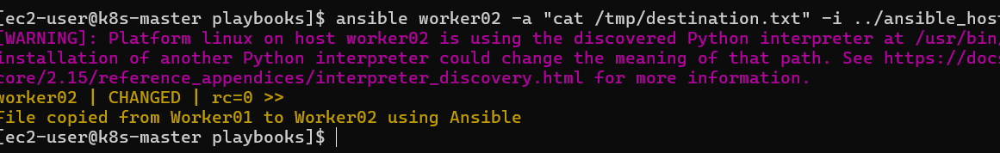 [ec2-user@k8s-master playbooks]$ ansible worker02 -a "cat /tmp/destination.txt" -i ../ansible_host
[WARNING]: Platform linux on host worker02 is using the discovered Python interpreter at /usr/bin/
installation of another Python interpreter could change the meaning of that path. See https://docs
core/2.15/reference_appendices/interpreter_discovery.html for more information.
worker02 | CHANGED | rc=0 >>
File copied from Worker01 to Worker02 using Ansible
[ec2-user@k8s-master playbooks]$